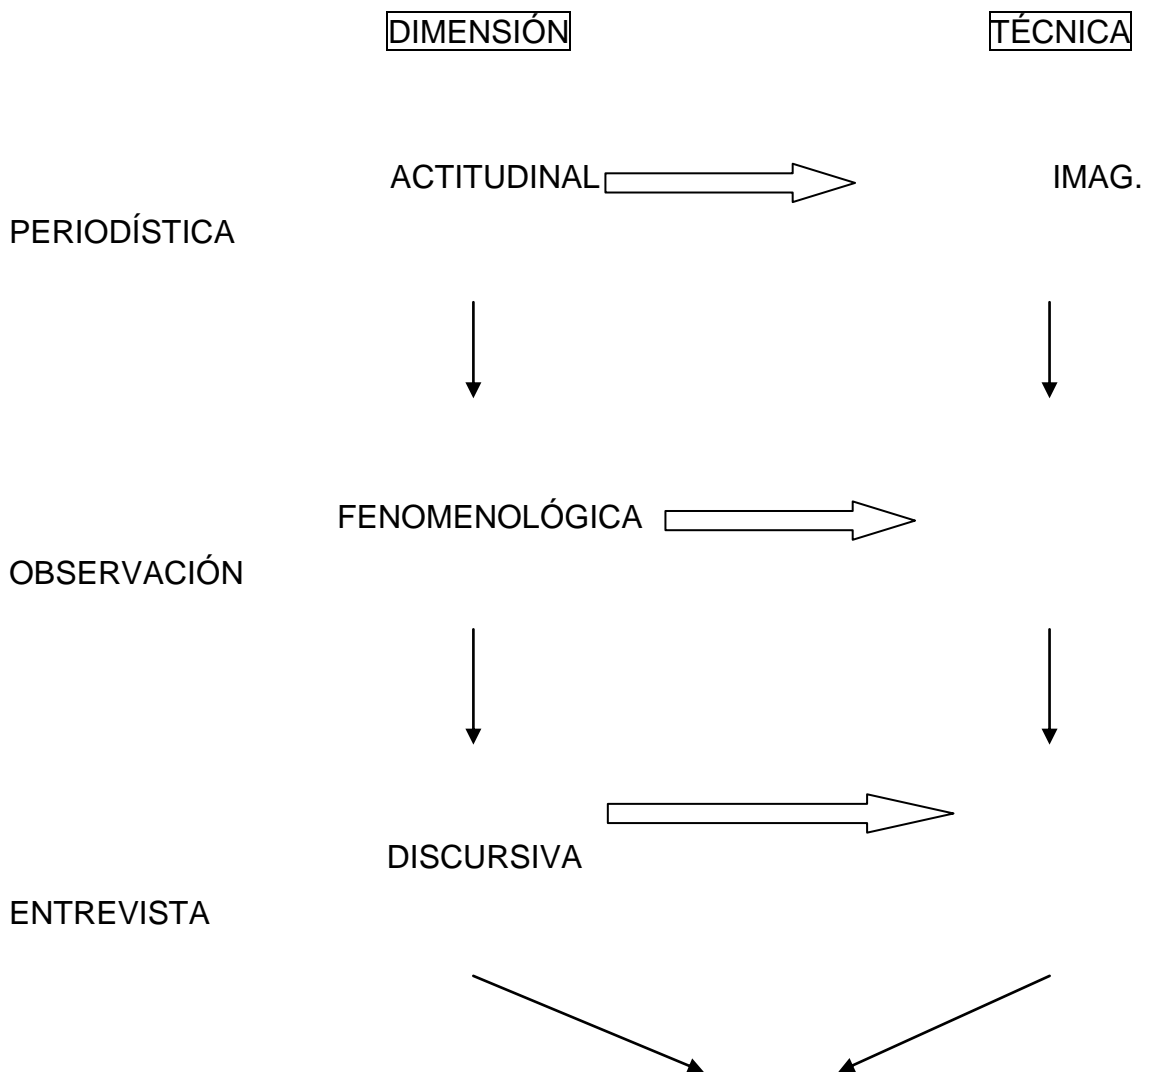 DIMENSIÓN TÉCNICA
ACTITUDINAL IMAG.
PERIODÍSTICA
FENOMENOLÓGICA
OBSERVACIÓN
DISCURSIVA
ENTREVISTA